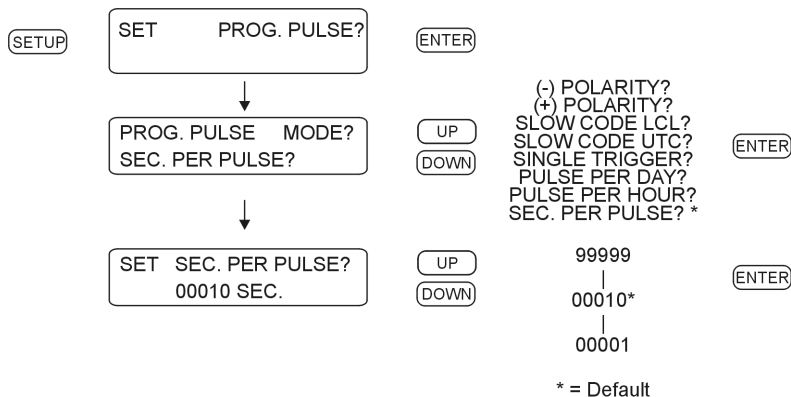 SETUP
SET PROG. PULSE?
ENTER
PROG. PULSE MODE?
SEC. PER PULSE?
UP
DOWN
(-) POLARITY?
(+) POLARITY?
SLOW CODE LCL?
SLOW CODE UTC?
SINGLE TRIGGER?
PULSE PER DAY?
PULSE PER HOUR?
SEC. PER PULSE? *
ENTER
SET SEC. PER PULSE?
00010 SEC.
UP
DOWN
99999
00010*
00001
ENTER
* = Default